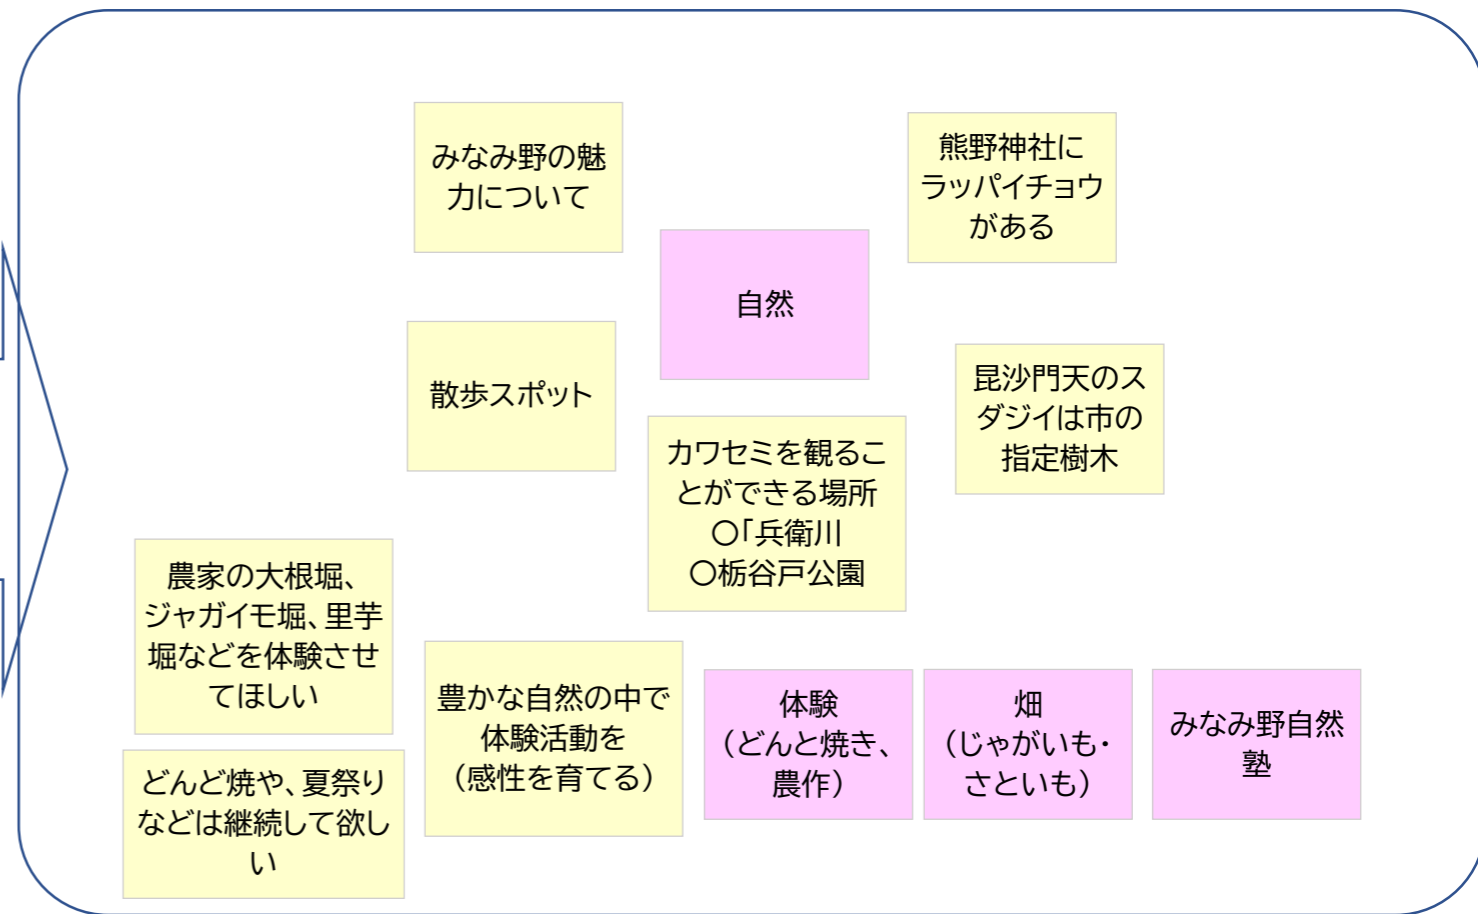 みなみ野の魅
力について
熊野神社に
ラッパイチョウ
がある
自然
散歩スポット
昆沙門天のス
ダジイは市の
指定樹木
カワセミを観るこ
とができる場所
〇「兵衛川
〇栃谷戸公園
農家の大根堀、
ジャガイモ堀、里芋
堀などを体験させ
てほしい
豊かな自然の中で
体験活動を
（感性を育てる）
体験
（どんと焼き、
農作）
畑
（じゃがいも・
さといも）
みなみ野自然
塾
どんど焼や、夏祭り
などは継続して欲し
い